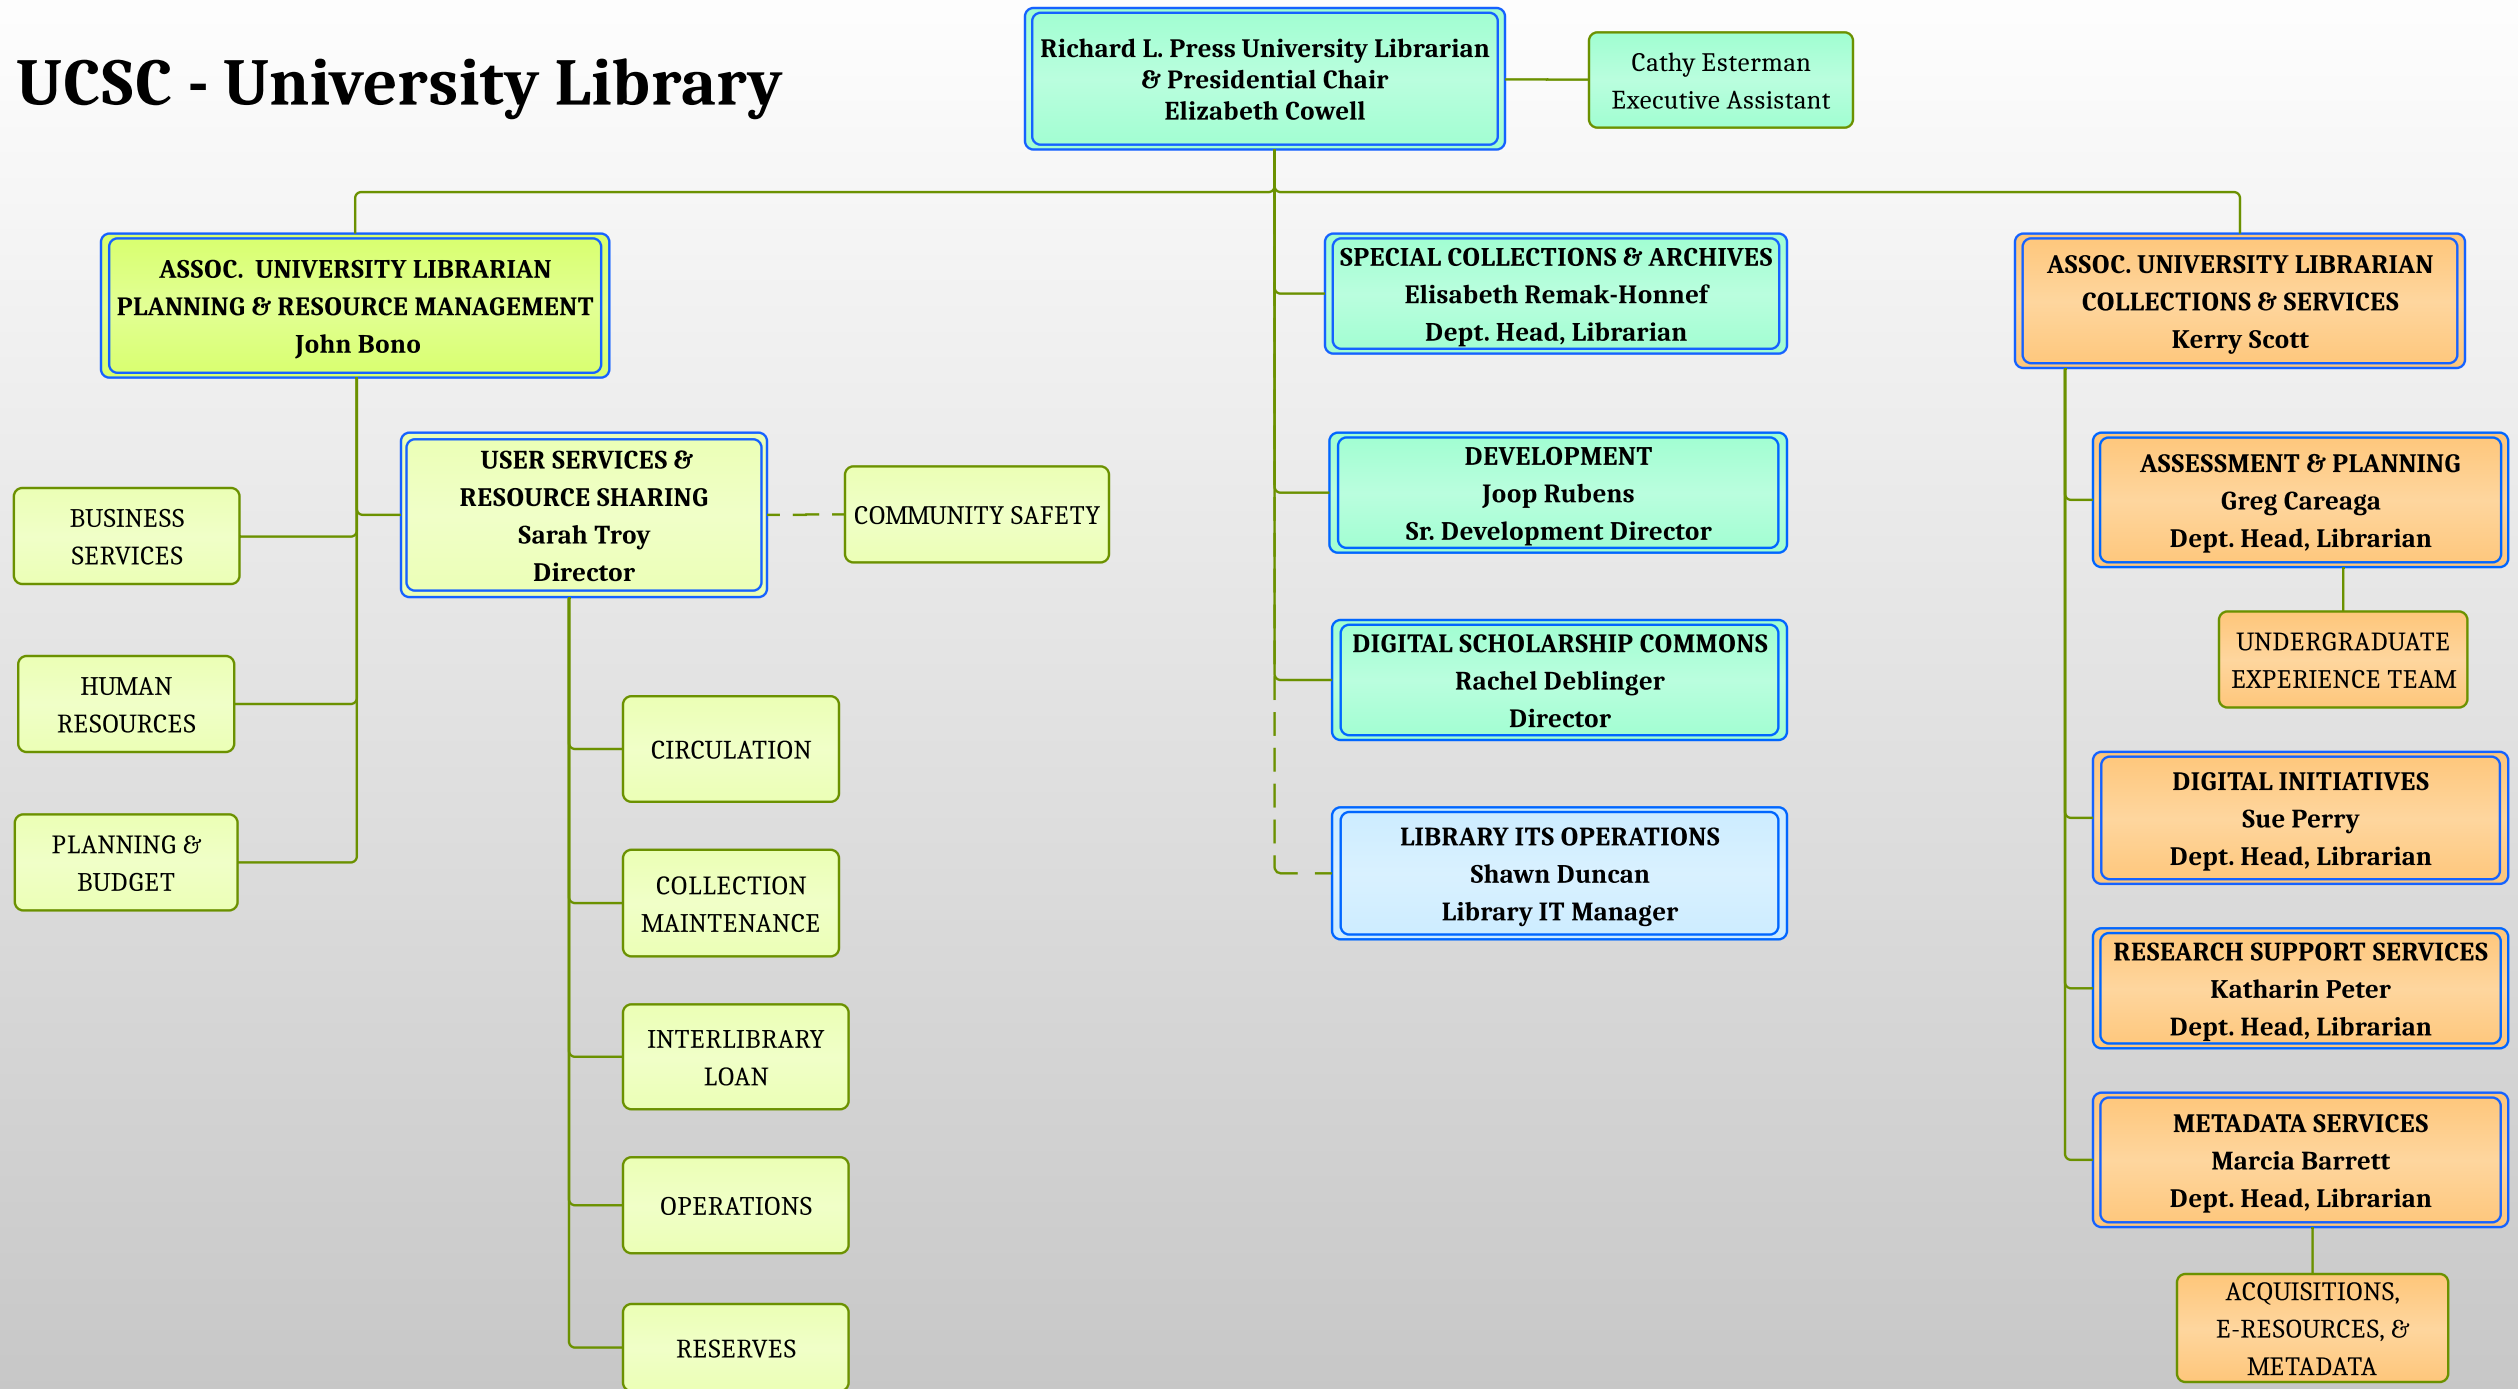 UCSC - University Library
Richard L. Press University Librarian
& Presidential Chair
Elizabeth Cowell
Cathy Esterman
Executive Assistant
ASSOC. UNIVERSITY LIBRARIAN
PLANNING & RESOURCE MANAGEMENT
John Bono
BUSINESS
SERVICES
HUMAN
RESOURCES
PLANNING &
BUDGET
USER SERVICES &
RESOURCE SHARING
Sarah Troy
Director
COMMUNITY SAFETY
CIRCULATION
COLLECTION
MAINTENANCE
INTERLIBRARY
LOAN
OPERATIONS
RESERVES
SPECIAL COLLECTIONS & ARCHIVES
Elisabeth Remak-Honnef
Dept. Head, Librarian
DEVELOPMENT
Joop Rubens
Sr. Development Director
DIGITAL SCHOLARSHIP COMMONS
Rachel Deblinger
Director
LIBRARY ITS OPERATIONS
Shawn Duncan
Library IT Manager
ASSOC. UNIVERSITY LIBRARIAN
COLLECTIONS & SERVICES
Kerry Scott
ASSESSMENT & PLANNING
Greg Careaga
Dept. Head, Librarian
UNDERGRADUATE
EXPERIENCE TEAM
DIGITAL INITIATIVES
Sue Perry
Dept. Head, Librarian
RESEARCH SUPPORT SERVICES
Katharin Peter
Dept. Head, Librarian
METADATA SERVICES
Marcia Barrett
Dept. Head, Librarian
ACQUISITIONS,
E-RESOURCES, &
METADATA